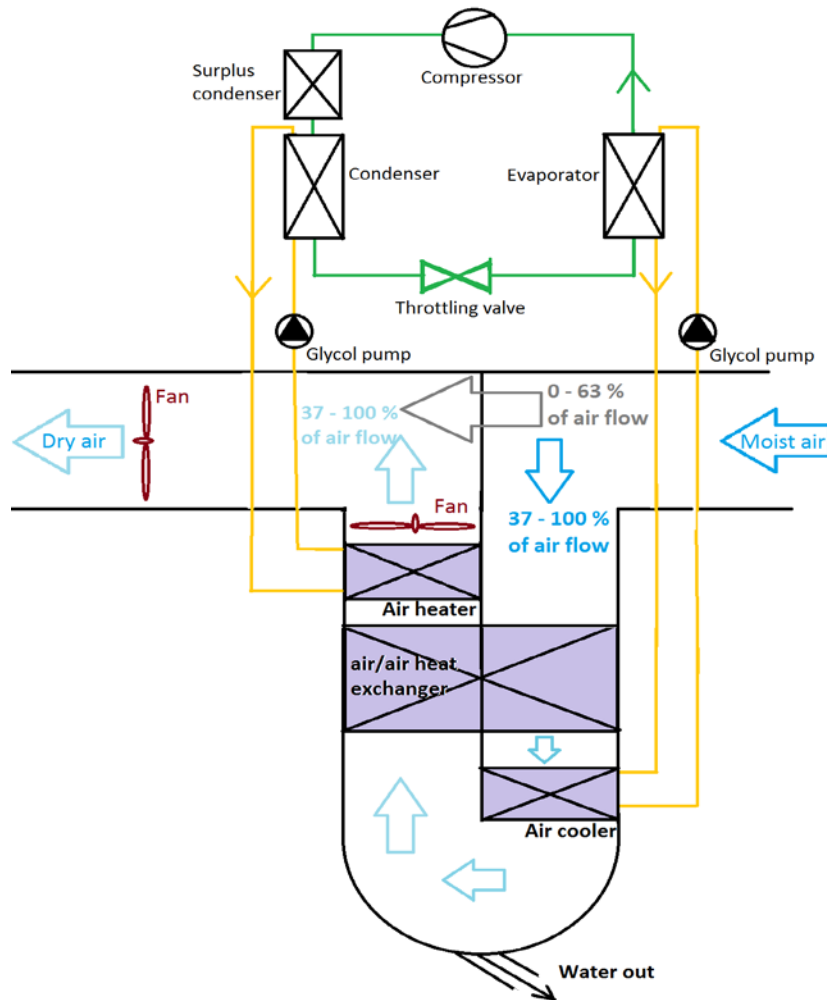 Surplus
condenser
Compressor
Condenser
Evaporator
Throttling valve
Glycol pump
Glycol pump
Fan
37 - 100 %
of air flow
0 - 63 %
of air flow
Dry air
Moist air
Fan
37 - 100 %
of air flow
Air heater
air/air heat
exchanger
Air cooler
Water out